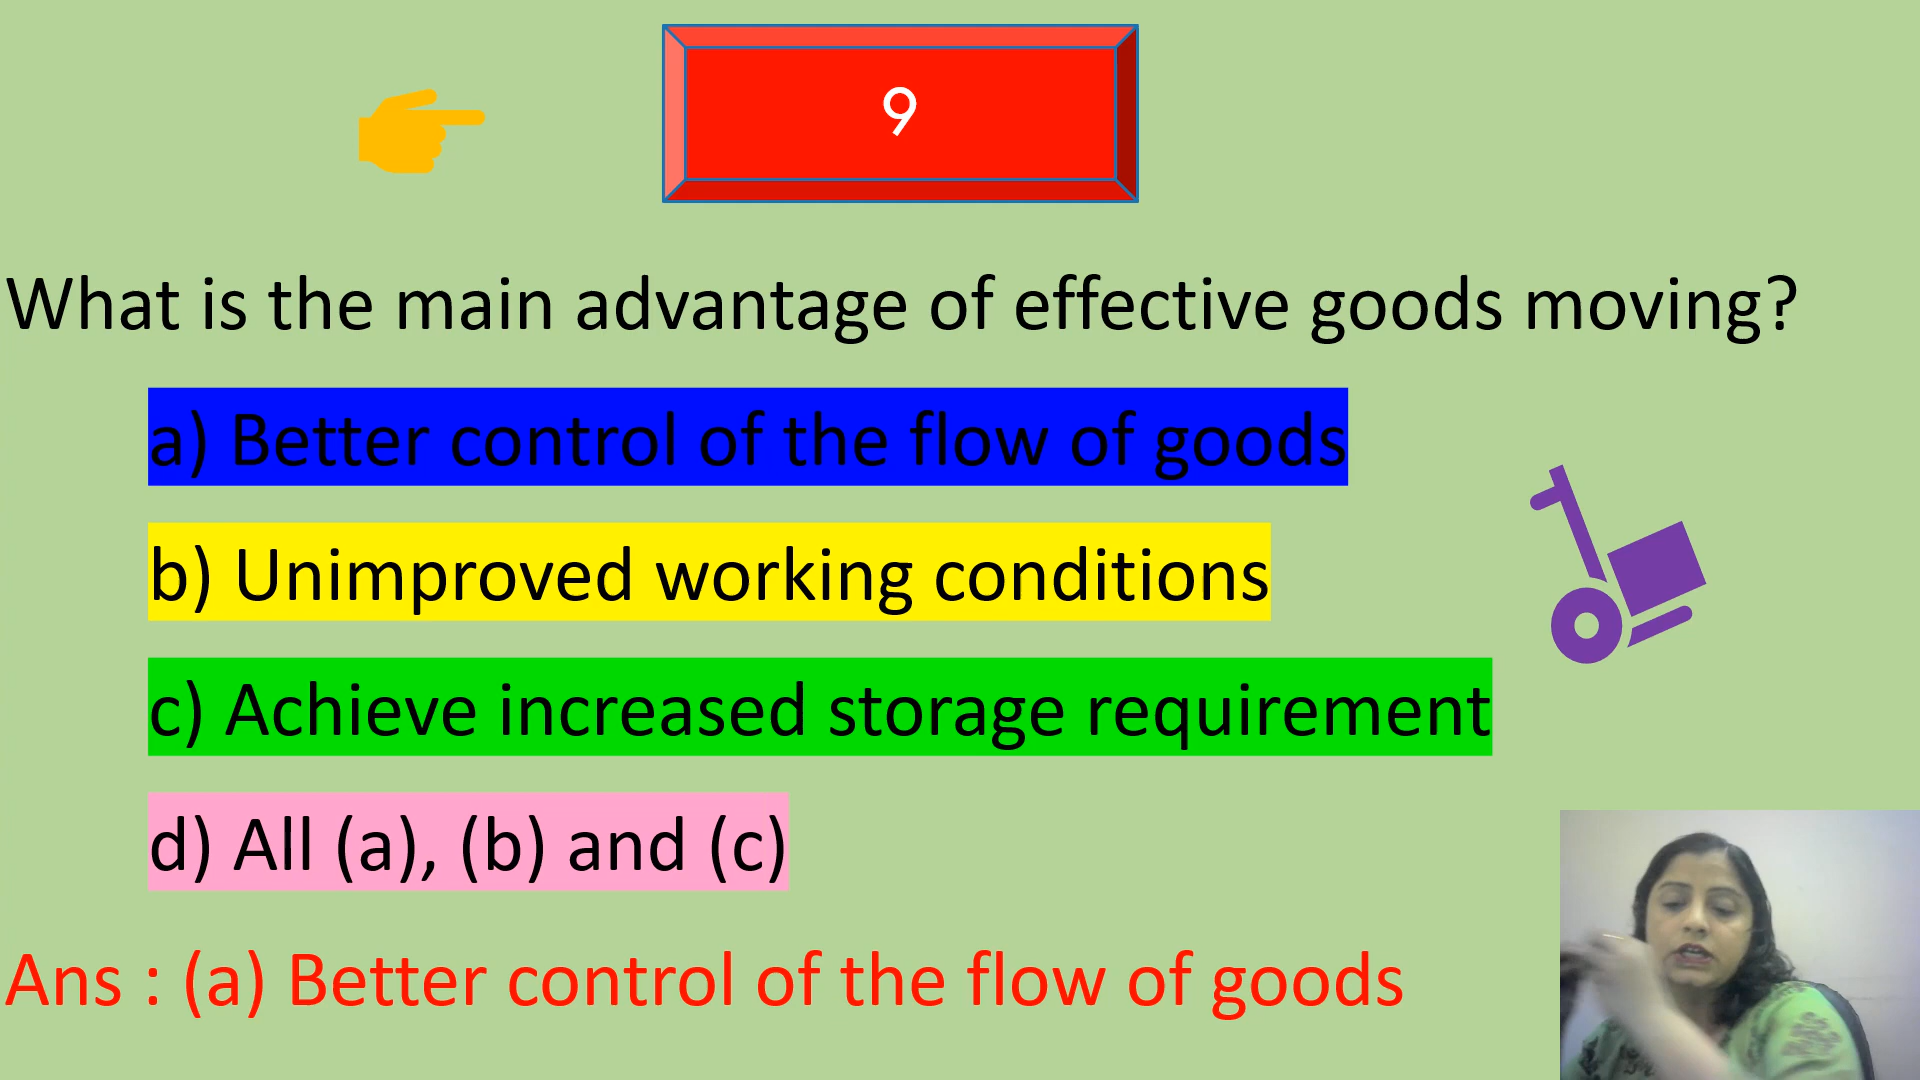 9
What is the main advantage of effective goods moving?
a) Better control of the flow of goods
b) Unimproved working conditions
c) Achieve increased storage requirement
d) All (a), (b) and (c)
Ans : (a) Better control of the flow of goods